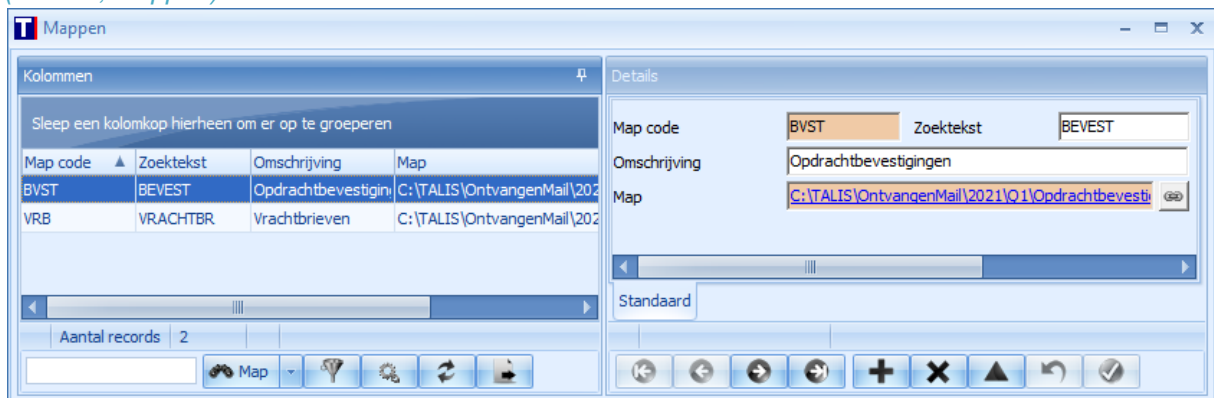 Mappen
Kolommen
Sleep een kolomkop hierheen om er op te groeperen
Map code Zoektekst Omschrijving Map
BVST BEVEST Opdrachtbevestigin C:\TALIS\OntvangenMail\202
VRB VRACHTBR Vrachtbrieven C:\TALIS\OntvangenMail\202
Aantal records 2
Map
Details
Map code BVST Zoektekst BEVEST
Omschrijving Opdrachtbevestigingen
Map C:\TALIS\OntvangenMail\2021\Q1\Opdrachtbevesti
Standaard